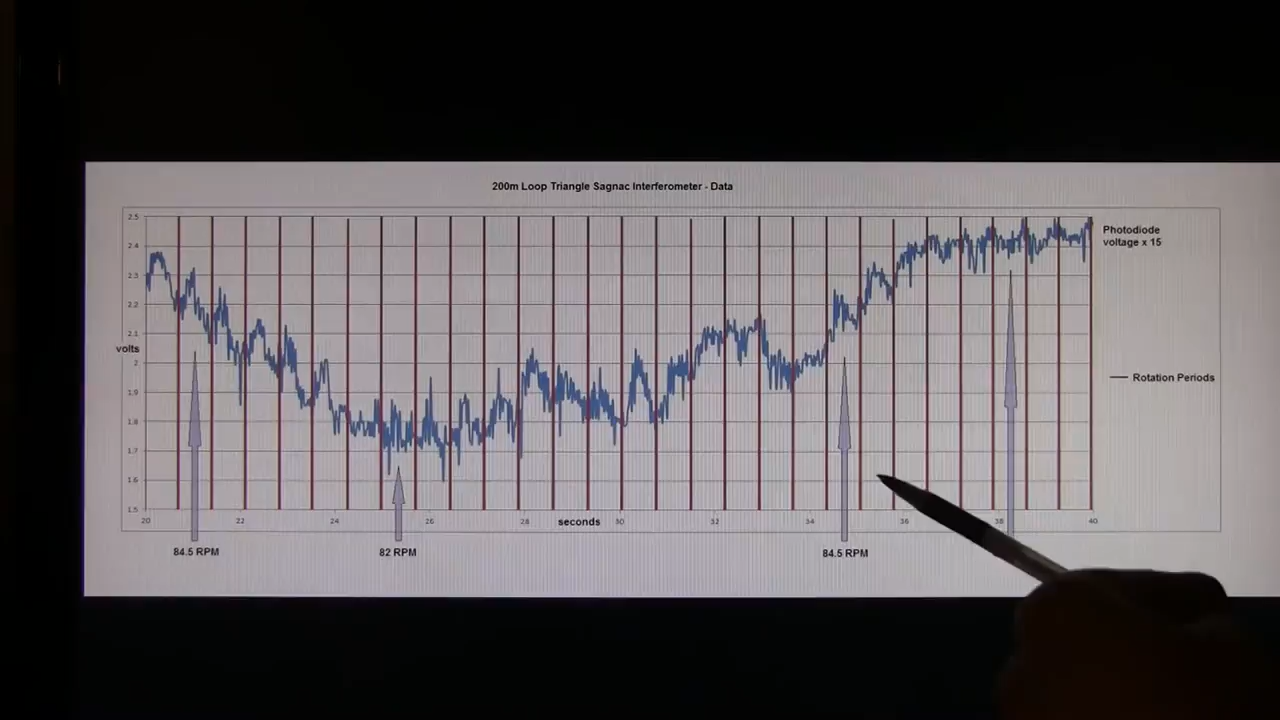 200m Loop Triangle Sagnac Interferometer - Data
2.5
2.4
2.3
2.2
2.1
2
1.9
1.8
1.7
1.6
1.5
volts
Photodiode
voltage x 15
Rotation Periods
20 22 24 26 28 seconds 30 32 34 36 38 40
84.5 RPM 82 RPM 84.5 RPM